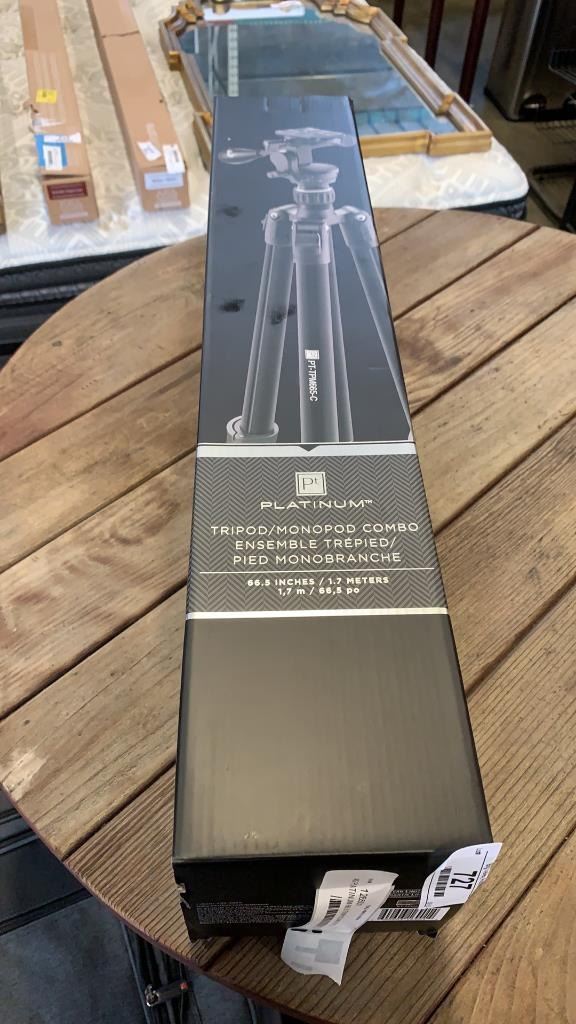 PT-TPM665-C
Pt
PLATINUM™
TRIPOD/MONOPOD COMBO
ENSEMBLE TRÉPIED/
PIED MONOBRANCHE
66.5 INCHES / 1.7 METERS
1,7 m / 66,5 po
727